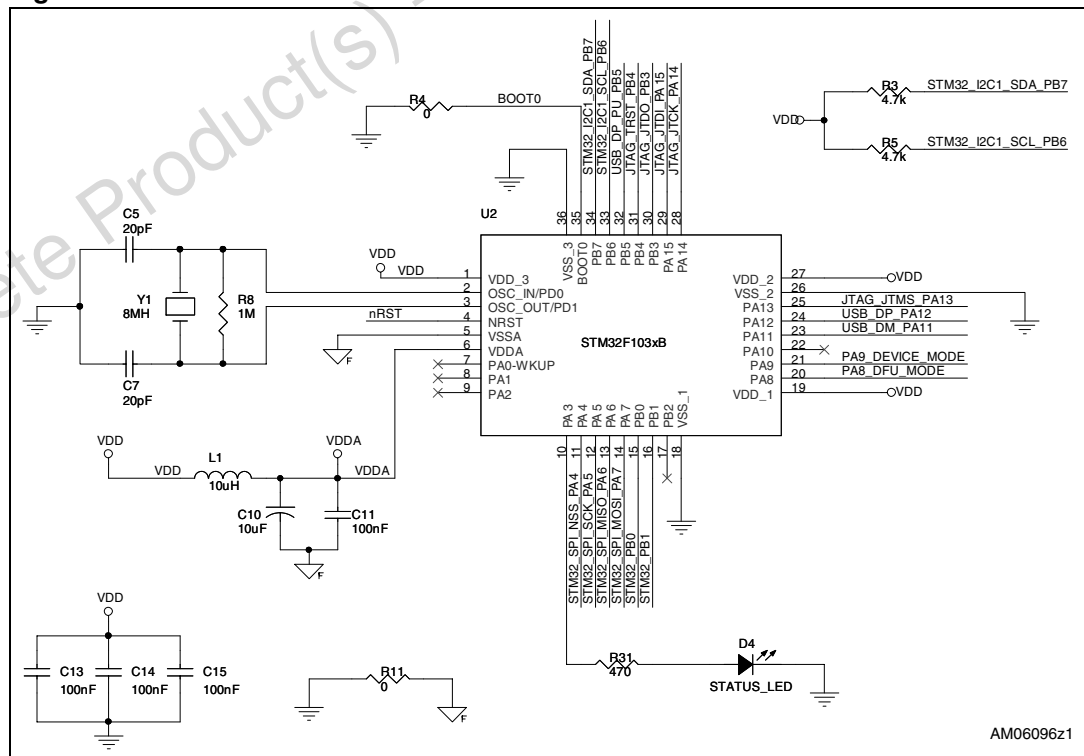 ete Product(s)
R4
0
BOOT0
STM32_I2C1_SDA_PB7
STM32_I2C1_SCL_PB6
USB_DP_PU_PB5
JTAG_TRST_PB4
JTAG_JTDO_PB3
JTAG_JTDI_PA15
JTAG_JTCK_PA14
VDD
R3
4.7k
STM32_I2C1_SDA_PB7
R5
4.7k
STM32_I2C1_SCL_PB6
C5
20pF
Y1
8MH
R8
1M
C7
20pF
U2
36
35
34
33
32
31
30
29
28
VSS_3
BOOT0
PB7
PB6
PB5
PB4
PB3
PA15
PA14
VDD
VDD
nRST
F
1 VDD_3
2 OSC_IN/PD0
3 OSC_OUT/PD1
4 NRST
5 VSSA
6 VDDA
7 PA0-WKUP
8 PA1
9 PA2
STM32F103xB
VDD_2 27 VDD
VSS_2 26
PA13 25 JTAG_JTMS_PA13
PA12 24 USB_DP_PA12
PA11 23 USB_DM_PA11
PA10 22
PA9 21 PA9_DEVICE_MODE
PA8 20 PA8_DFU_MODE
VDD_1 19 VDD
PA3
PA4
PA5
PA6
PA7
PB0
PB1
PB2
VSS_1
10
11
12
13
14
15
16
17
18
STM32_SPI_NSS_PA4
STM32_SPI_SCK_PA5
STM32_SPI_MISO_PA6
STM32_SPI_MOSI_PA7
STM32_PB0
STM32_PB1
VDD
VDD
L1
10uH
VDDA
VDDA
C10
10uF
C11
100nF
F
VDD
C13
100nF
C14
100nF
C15
100nF
R11
0
F
R31
470
D4
STATUS_LED
AM06096z1